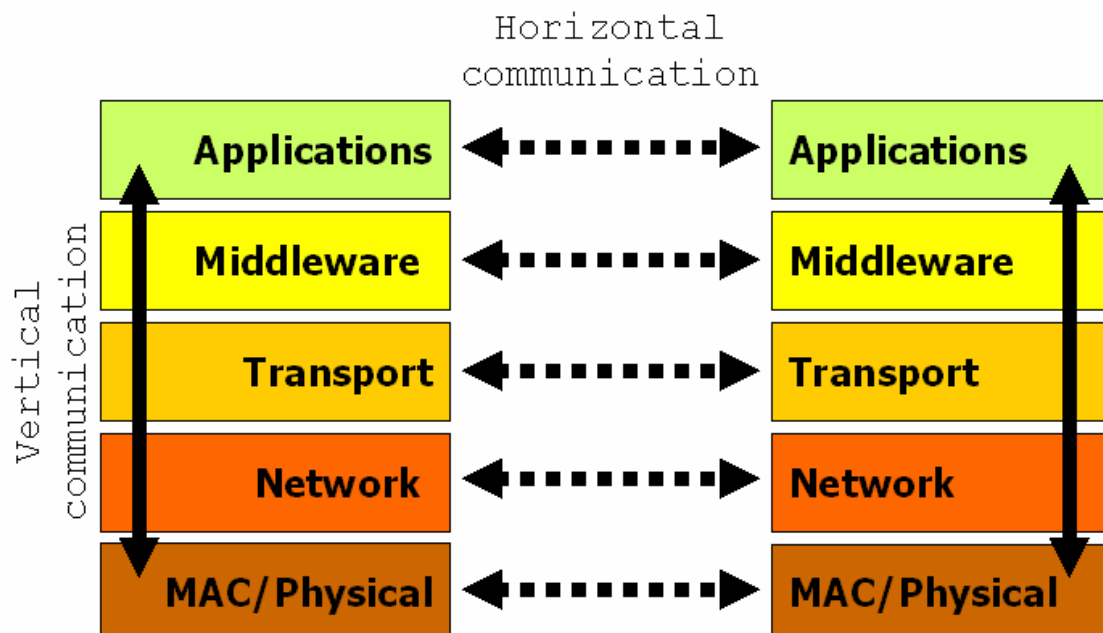 Horizontal
communication
Applications
Applications
Vertical
communication
Middleware
Middleware
Transport
Transport
Network
Network
MAC/Physical
MAC/Physical